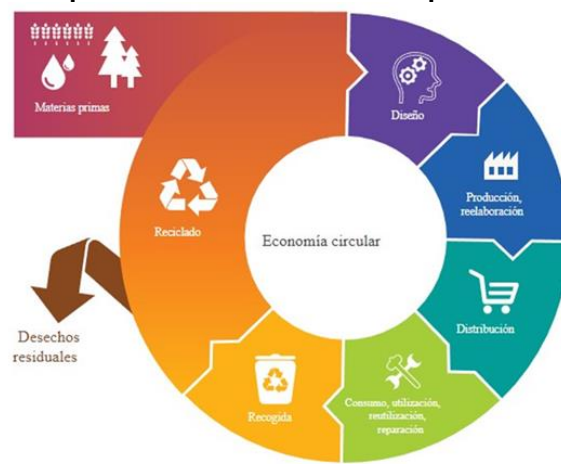 Materias primas
Diseño
Producción,
reelaboración
Distribución
Consumo, utilización,
reutilización,
reparación
Recogida
Reciclado
Desechos
residuales
Economía circular